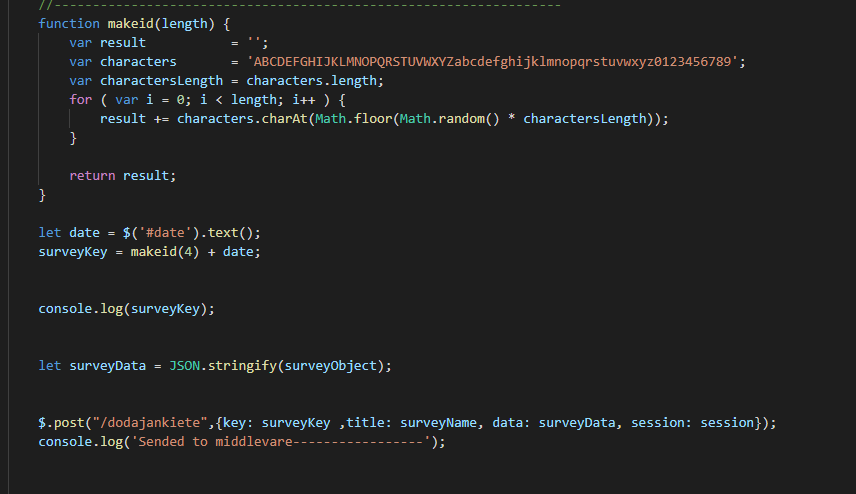 //------------------------------------------------------------------
function makeid(length) {
var result           = '';
var characters       = 'ABCDEFGHIJKLMNOPQRSTUVWXYZabcdefghijklmnopqrstuvwxyz0123456789';
var charactersLength = characters.length;
for ( var i = 0; i < length; i++ ) {
result += characters.charAt(Math.floor(Math.random() * charactersLength));
}
return result;
}
let date = $('#date').text();
surveyKey = makeid(4) + date;
console.log(surveyKey);
let surveyData = JSON.stringify(surveyObject);
$.post("/dodajankiete",{key: surveyKey ,title: surveyName, data: surveyData, session: session});
console.log('Sended to middlevare-----------------');